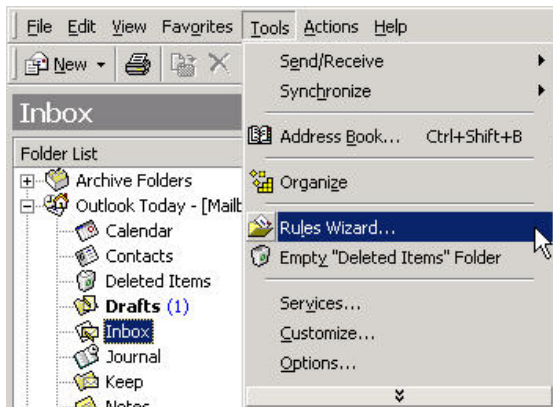 File Edit View Favorites Tools Actions Help
New
Inbox
Folder List
Archive Folders
Outlook Today - [Mailb
Calendar
Contacts
Deleted Items
Drafts (1)
Inbox
Journal
Keep
Notes
Send/Receive
Synchronize
Address Book... Ctrl+Shift+B
Organize
Rules Wizard...
Empty "Deleted Items" Folder
Services...
Customize...
Options...